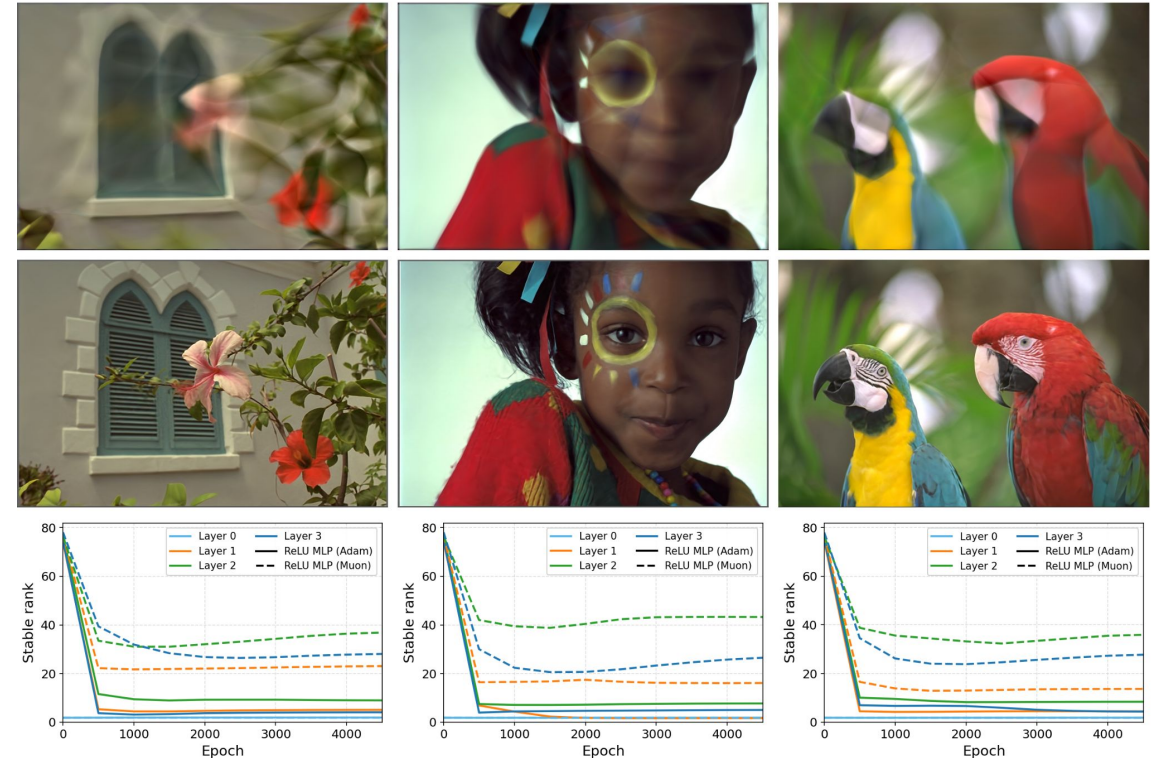 80
60
40
20
0
Stable rank
0 1000 2000 3000 4000
Epoch
Layer 0
Layer 1
Layer 2
Layer 3
ReLU MLP (Adam)
ReLU MLP (Muon)
80
60
40
20
0
Stable rank
0 1000 2000 3000 4000
Epoch
Layer 0
Layer 1
Layer 2
Layer 3
ReLU MLP (Adam)
ReLU MLP (Muon)
80
60
40
20
0
Stable rank
0 1000 2000 3000 4000
Epoch
Layer 0
Layer 1
Layer 2
Layer 3
ReLU MLP (Adam)
ReLU MLP (Muon)